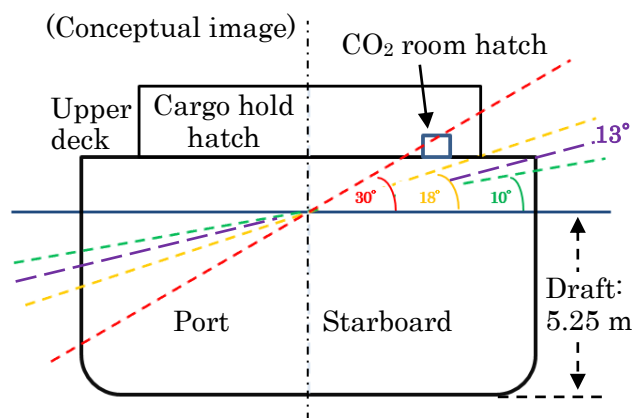 (Conceptual image)
CO₂ room hatch
Upper
deck
Cargo hold
hatch
13°
30°
18°
10°
Draft:
5.25 m
Port
Starboard